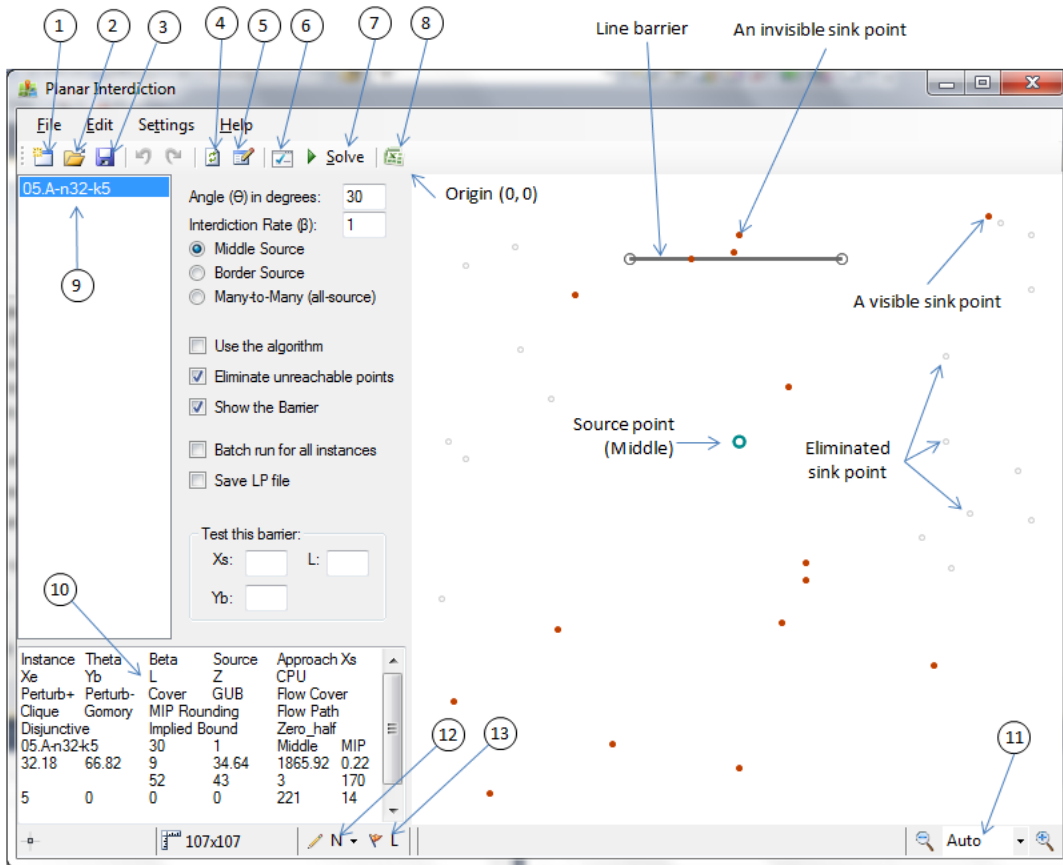 1 2 3 4 5 6 7 8
Line barrier
An invisible sink point
Planar Interdiction
File Edit Settings Help
Solve
Origin (0, 0)
05.A-n32-k5
9
Angle (Θ) in degrees: 30
Interdiction Rate (β): 1
Middle Source
Border Source
Many-to-Many (all-source)
Use the algorithm
Eliminate unreachable points
Show the Barrier
Batch run for all instances
Save LP file
Test this barrier:
Xs: L:
Yb:
A visible sink point
Source point
(Middle)
Eliminated
sink point
10
Instance Theta Beta Source Approach Xs
Xe Yb L Z CPU
Perturb+ Perturb- Cover GUB Flow Cover
Clique Gomory MIP Rounding Flow Path
Disjunctive Implied Bound Zero_half
05.A-n32-k5 30 1 Middle MIP
32.18 66.82 9 34.64 1865.92 0.22
52 43 3 170
5 0 0 0 221 14
12 13 11
107x107 N L Auto